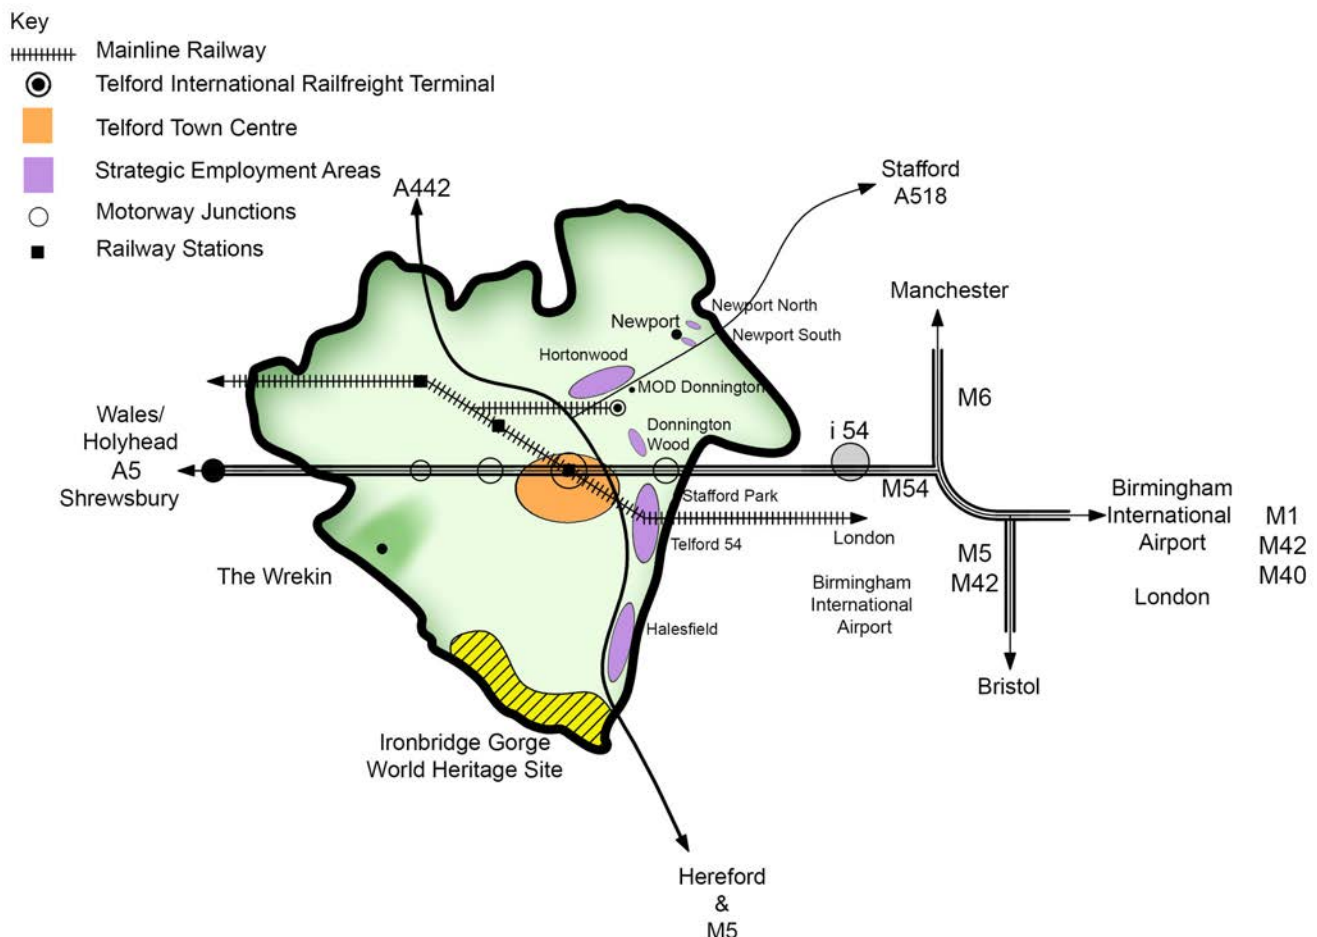 Key
Mainline Railway
Telford International Railfreight Terminal
Telford Town Centre
Strategic Employment Areas
Motorway Junctions
Railway Stations
A442
Stafford
A518
Manchester
Newport North
Newport
Newport South
Hortonwood
MOD Donnington
M6
Wales/
Holyhead
A5
Shrewsbury
Donnington
Wood
i 54
M54
Stafford Park
Telford 54
London
Birmingham
International
Airport
M5
M42
Birmingham
International
Airport
London
M1
M42
M40
The Wrekin
Halesfield
Bristol
Ironbridge Gorge
World Heritage Site
Hereford
&
M5